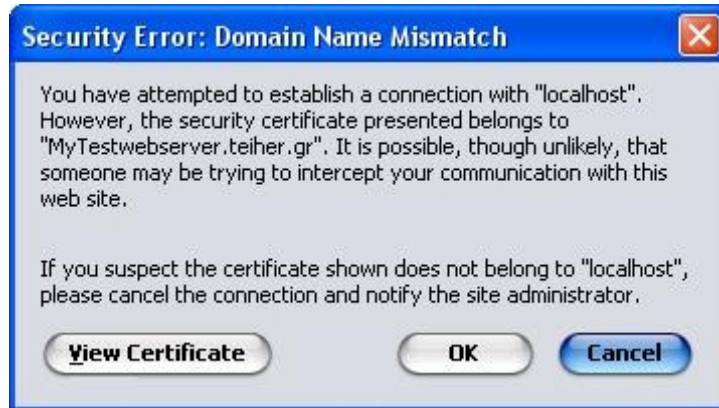 Security Error: Domain Name Mismatch
You have attempted to establish a connection with "localhost".
However, the security certificate presented belongs to
"MyTestwebserver.teiher.gr". It is possible, though unlikely, that
someone may be trying to intercept your communication with this
web site.
If you suspect the certificate shown does not belong to "localhost",
please cancel the connection and notify the site administrator.
View Certificate OK Cancel